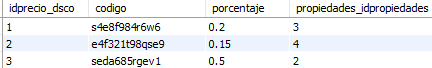 idprecio_dsco codigo porcentaje propiedades_idpropiedades
1 s4e8f984r6w6 0.2 3
2 e4f321t98qse9 0.15 4
3 seda685rgev1 0.5 2